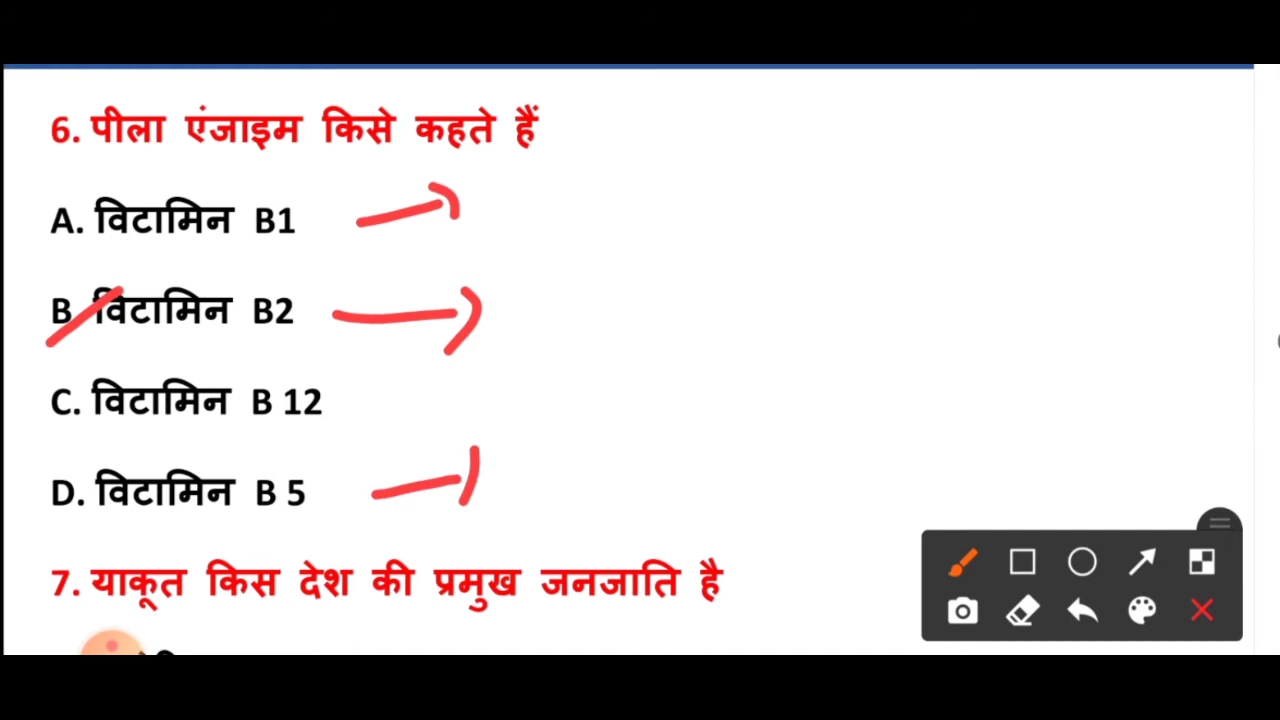 6. पीला एंजाइम किसे कहते हैं
A. विटामिन B1
B विटामिन B2
C. विटामिन B 12
D. विटामिन B 5
7. याकूत किस देश की प्रमुख जनजाति है